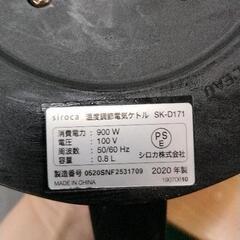 siroca 温度調節電気ケトル SK-D171
消費電力 : 900 W
電圧 : 100 V
周波数 : 50/60 Hz
容量 : 0.8 L
PS
E
シロカ株式会社
製造番号 0520SNF2531709
2020 年製
MADE IN CHINA
19070610